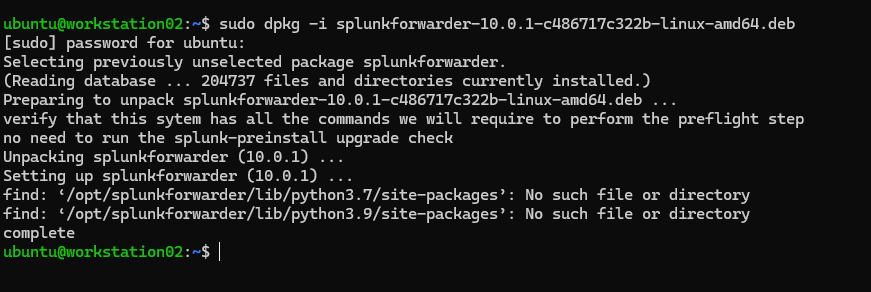 ubuntu@workstation02:~$ sudo dpkg -i splunkforwarder-10.0.1-c486717c322b-linux-amd64.deb
[sudo] password for ubuntu:
Selecting previously unselected package splunkforwarder.
(Reading database ... 204737 files and directories currently installed.)
Preparing to unpack splunkforwarder-10.0.1-c486717c322b-linux-amd64.deb ...
verify that this sytem has all the commands we will require to perform the preflight step
no need to run the splunk-preinstall upgrade check
Unpacking splunkforwarder (10.0.1) ...
Setting up splunkforwarder (10.0.1) ...
find: ‘/opt/splunkforwarder/lib/python3.7/site-packages’: No such file or directory
find: ‘/opt/splunkforwarder/lib/python3.9/site-packages’: No such file or directory
complete
ubuntu@workstation02:~$